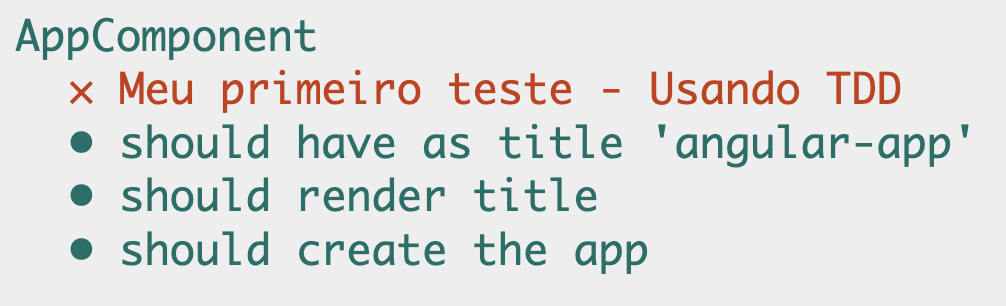 AppComponent
× Meu primeiro teste - Usando TDD
• should have as title 'angular-app'
• should render title
• should create the app